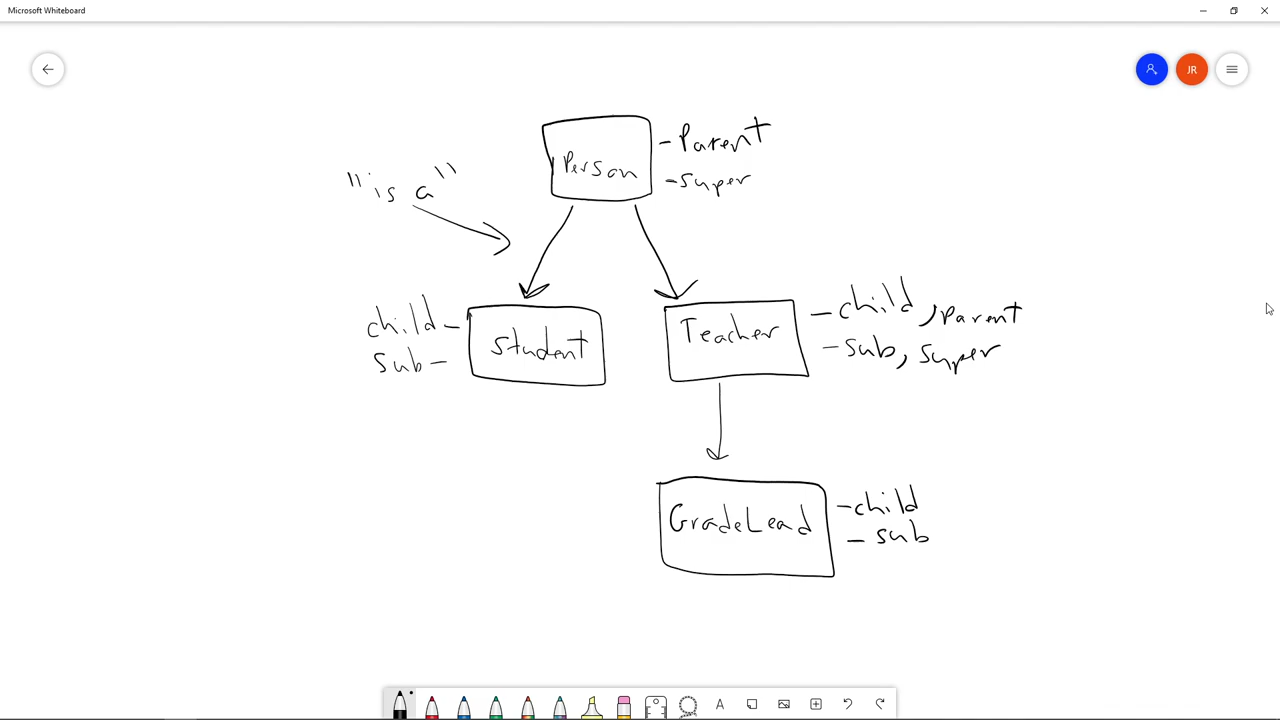 Microsoft Whiteboard
JR
Person
- Parent
- super
"is a"
child -
sub -
Student
Teacher
- child, parent
- sub, super
GradeLead
- child
- sub
A